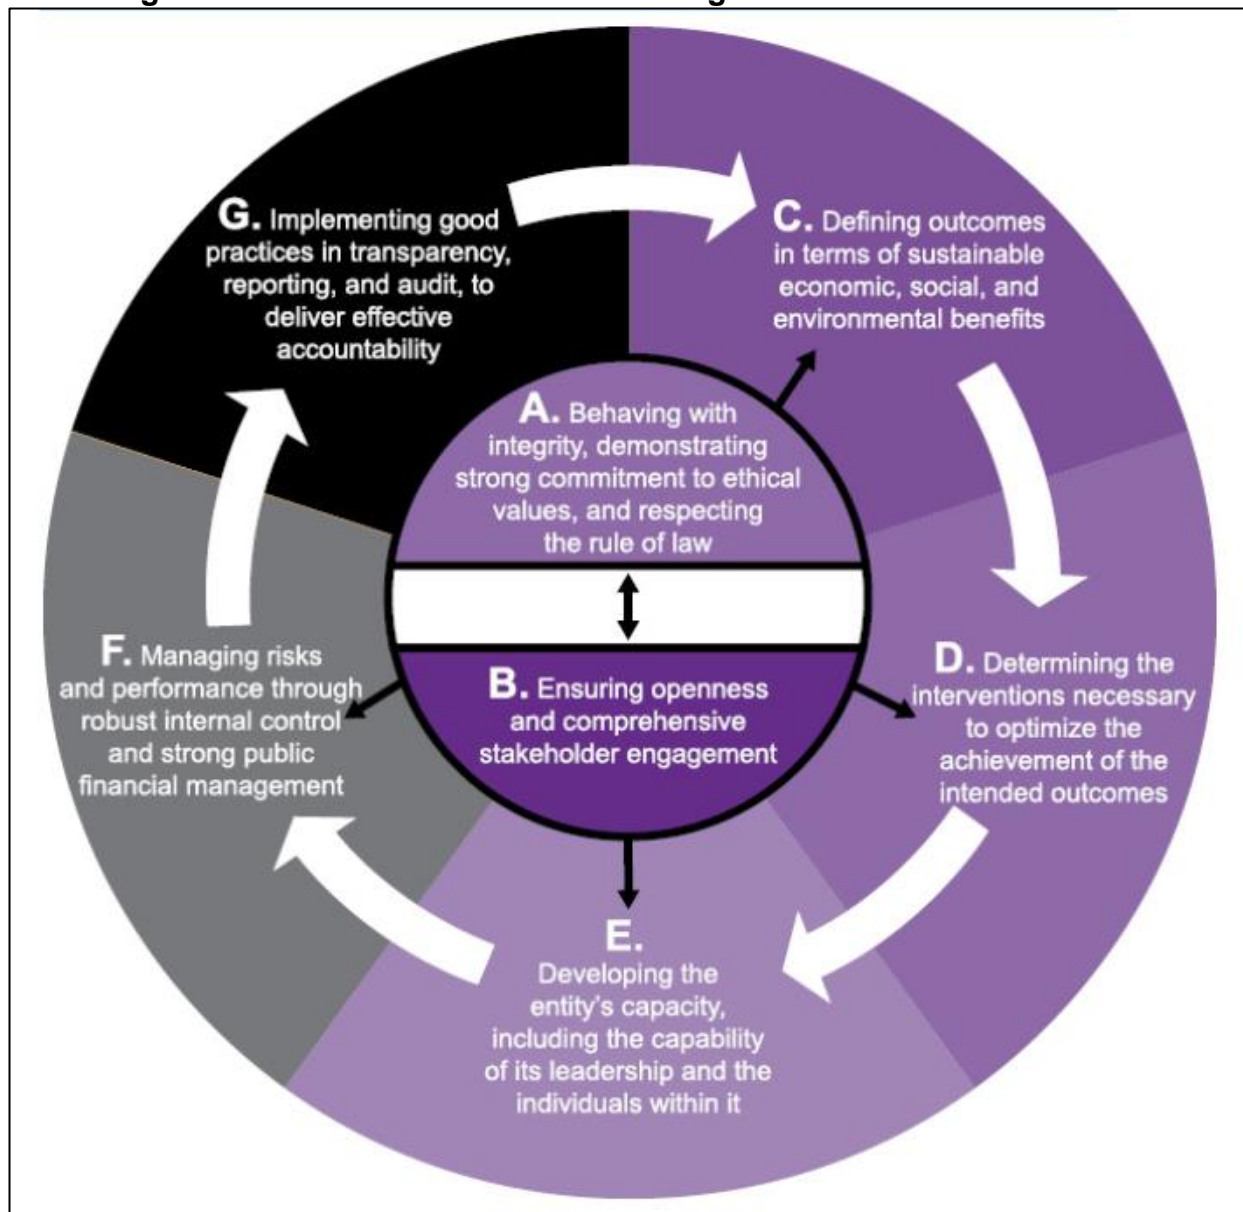 G. Implementing good
practices in transparency,
reporting, and audit, to
deliver effective
accountability
C. Defining outcomes
in terms of sustainable
economic, social, and
environmental benefits
A. Behaving with
integrity, demonstrating
strong commitment to ethical
values, and respecting
the rule of law
B. Ensuring openness
and comprehensive
stakeholder engagement
F. Managing risks
and performance through
robust internal control
and strong public
financial management
D. Determining the
interventions necessary
to optimize the
achievement of the
intended outcomes
E.
Developing the
entity's capacity,
including the capability
of its leadership and the
individuals within it